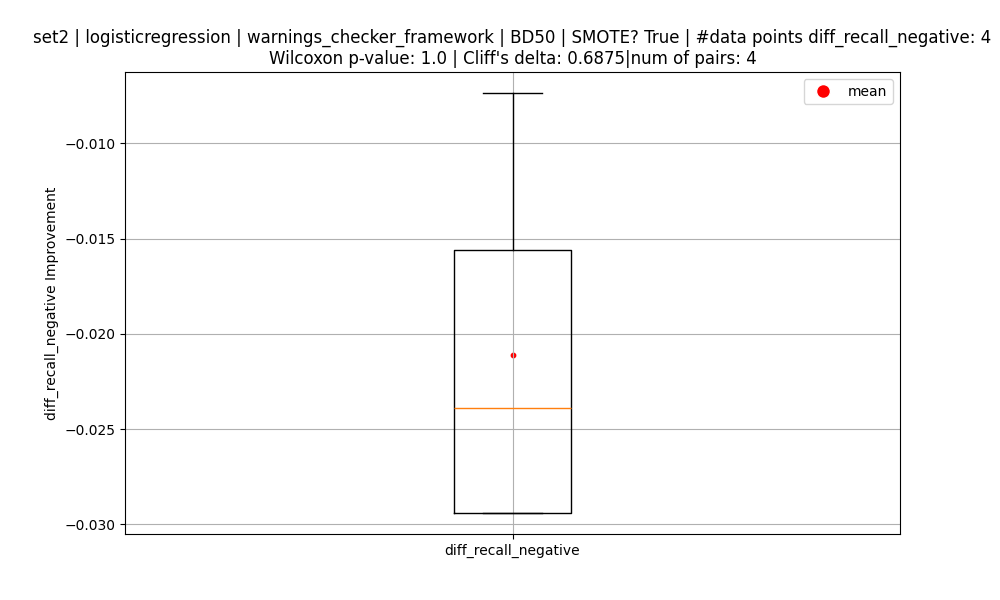 set2 | logisticregression | warnings_checker_framework | BD50 | SMOTE? True | #data points diff_recall_negative: 4
Wilcoxon p-value: 1.0 | Cliff's delta: 0.6875|num of pairs: 4
mean
−0.010
−0.015
−0.020
−0.025
−0.030
diff_recall_negative Improvement
diff_recall_negative